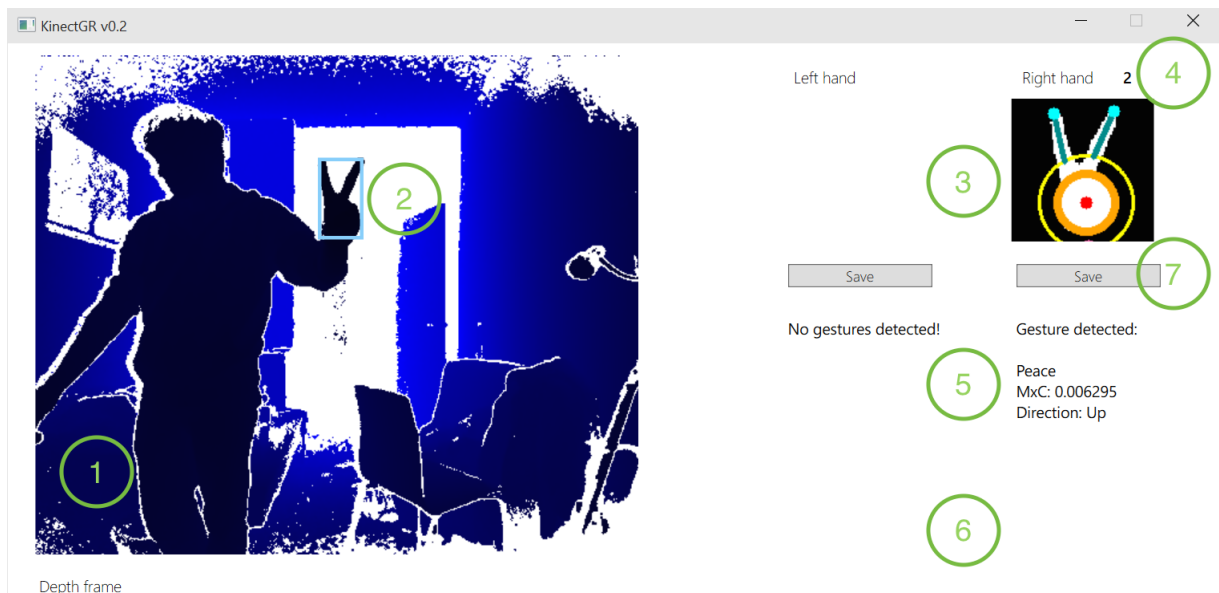 KinectGR v0.2
Left hand
Right hand 2
4
2
3
Save
Save
7
No gestures detected!
Gesture detected:
Peace
MxC: 0.006295
Direction: Up
5
1
6
Depth frame